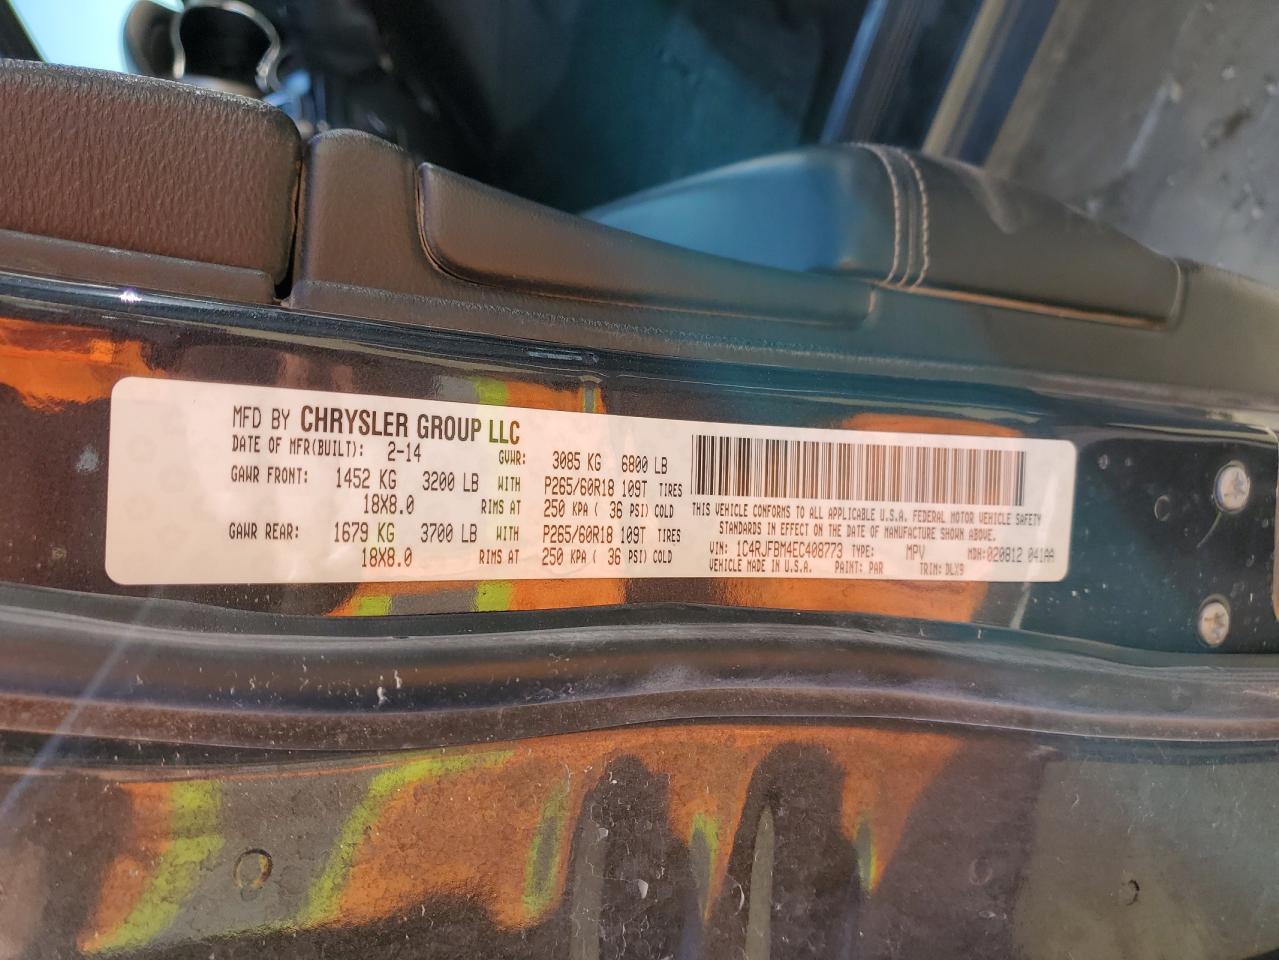 MFD BY CHRYSLER GROUP LLC
DATE OF MFR(BUILT): 2-14 GVWR: 3085 KG 6800 LB
GAWR FRONT: 1452 KG 3200 LB WITH P265/60R18 109T TIRES
18X8.0 RIMS AT 250 KPA ( 36 PSI) COLD
GAWR REAR: 1679 KG 3700 LB WITH P265/60R18 109T TIRES
18X8.0 RIMS AT 250 KPA ( 36 PSI) COLD
THIS VEHICLE CONFORMS TO ALL APPLICABLE U.S.A. FEDERAL MOTOR VEHICLE SAFETY
STANDARDS IN EFFECT ON THE DATE OF MANUFACTURE SHOWN ABOVE.
VIN: 1C4RJFBM4EC408773 TYPE: MPV MDH: 020812 041AA
VEHICLE MADE IN U.S.A. PAINT: PAR TRIM: DLX9